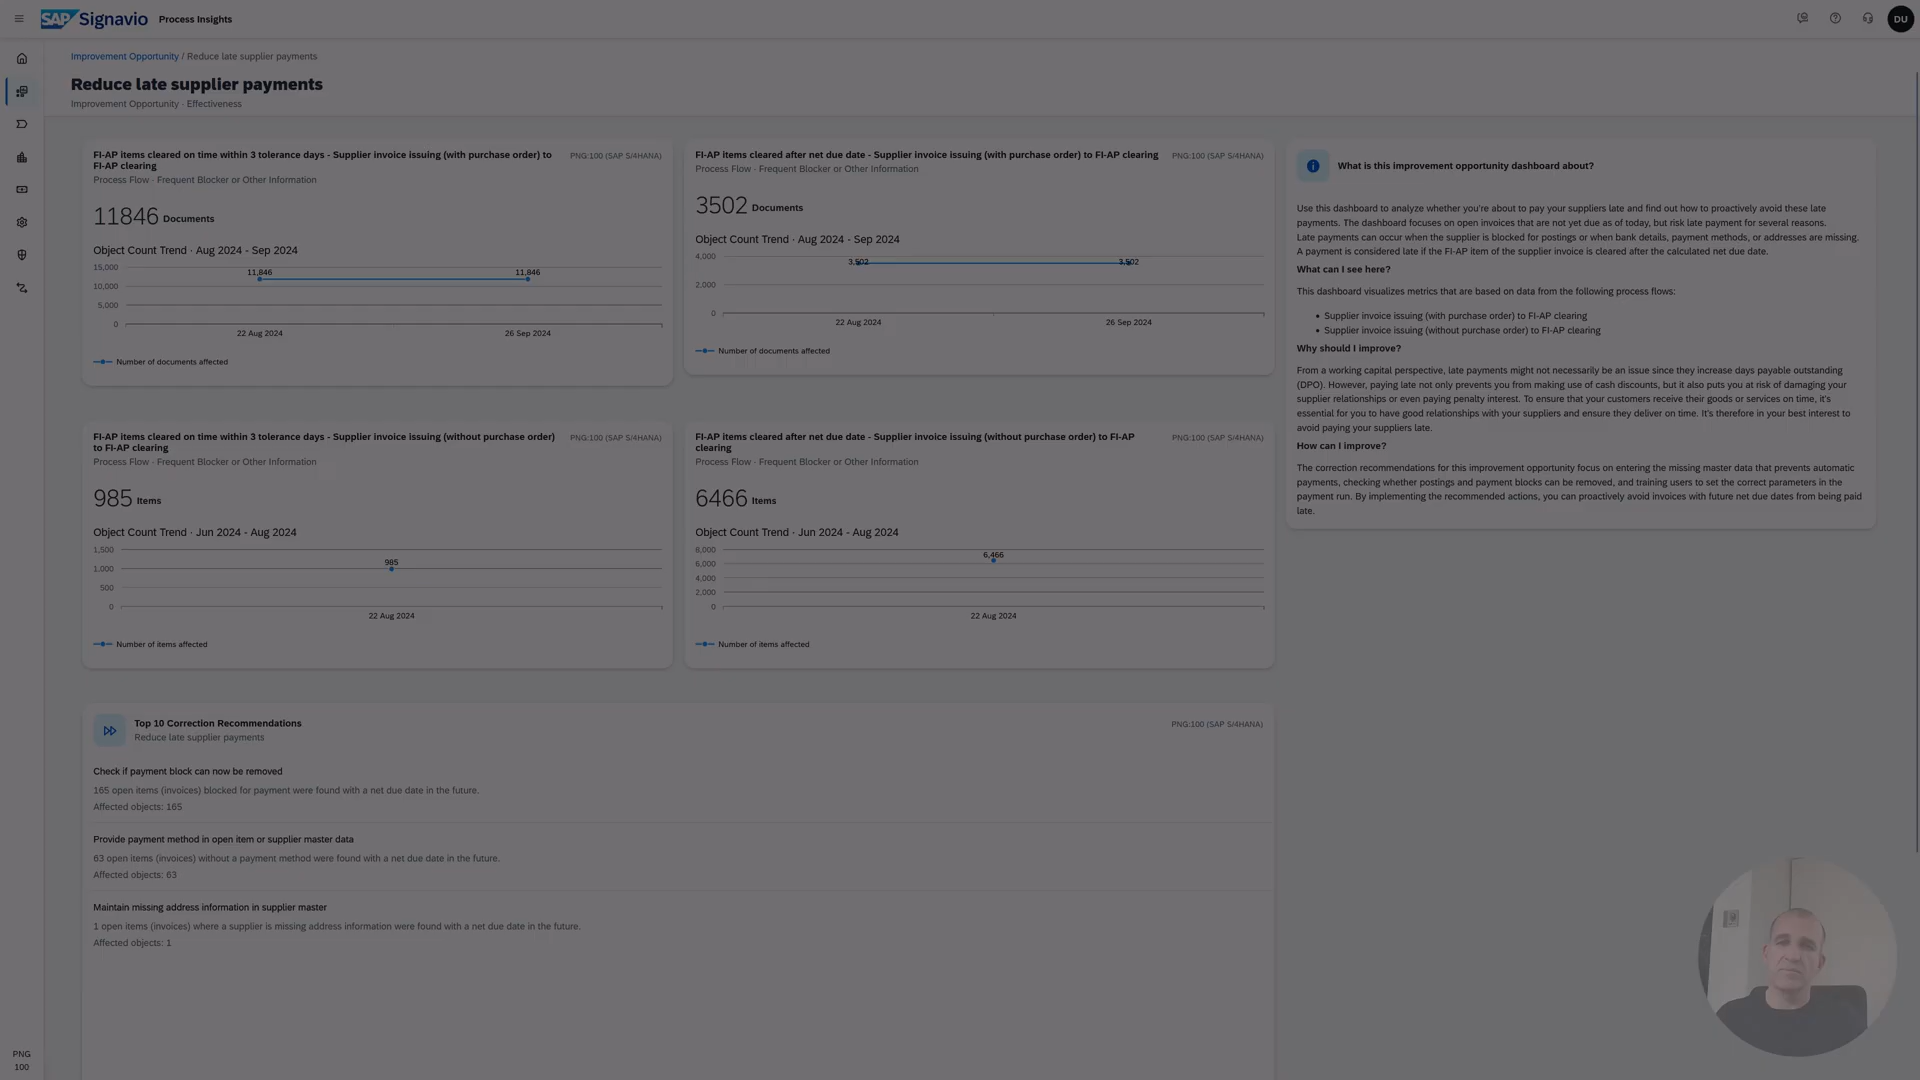 SAP Signavio Process Insights
DU
Improvement Opportunity / Reduce late supplier payments
Reduce late supplier payments
Improvement Opportunity · Effectiveness
FI-AP items cleared on time within 3 tolerance days - Supplier invoice issuing (with purchase order) to
FI-AP clearing
PNG:100 (SAP S/4HANA)
Process Flow · Frequent Blocker or Other Information
11846 Documents
Object Count Trend · Aug 2024 - Sep 2024
15,000
10,000
5,000
0
11,846
11,846
22 Aug 2024
26 Sep 2024
Number of documents affected
FI-AP items cleared after net due date - Supplier invoice issuing (with purchase order) to FI-AP clearing
PNG:100 (SAP S/4HANA)
Process Flow · Frequent Blocker or Other Information
3502 Documents
Object Count Trend · Aug 2024 - Sep 2024
4,000
2,000
0
3,502
3,502
22 Aug 2024
26 Sep 2024
Number of documents affected
What is this improvement opportunity dashboard about?
Use this dashboard to analyze whether you're about to pay your suppliers late and find out how to proactively avoid these late
payments. The dashboard focuses on open invoices that are not yet due as of today, but risk late payment for several reasons.
Late payments can occur when the supplier is blocked for postings or when bank details, payment methods, or addresses are missing.
A payment is considered late if the FI-AP item of the supplier invoice is cleared after the calculated net due date.
What can I see here?
This dashboard visualizes metrics that are based on data from the following process flows:
• Supplier invoice issuing (with purchase order) to FI-AP clearing
• Supplier invoice issuing (without purchase order) to FI-AP clearing
Why should I improve?
From a working capital perspective, late payments might not necessarily be an issue since they increase days payable outstanding
(DPO). However, paying late not only prevents you from making use of cash discounts, but it also puts you at risk of damaging your
supplier relationships or even paying penalty interest. To ensure that your customers receive their goods or services on time, it's
essential for you to have good relationships with your suppliers and ensure they deliver on time. It's therefore in your best interest to
avoid paying your suppliers late.
How can I improve?
The correction recommendations for this improvement opportunity focus on entering the missing master data that prevents automatic
payments, checking whether postings and payment blocks can be removed, and training users to set the correct parameters in the
payment run. By implementing the recommended actions, you can proactively avoid invoices with future net due dates from being paid
late.
FI-AP items cleared on time within 3 tolerance days - Supplier invoice issuing (without purchase order)
to FI-AP clearing
PNG:100 (SAP S/4HANA)
Process Flow · Frequent Blocker or Other Information
985 Items
Object Count Trend · Jun 2024 - Aug 2024
1,500
1,000
500
0
985
22 Aug 2024
Number of items affected
FI-AP items cleared after net due date - Supplier invoice issuing (without purchase order) to FI-AP
clearing
PNG:100 (SAP S/4HANA)
Process Flow · Frequent Blocker or Other Information
6466 Items
Object Count Trend · Jun 2024 - Aug 2024
8,000
6,000
4,000
2,000
0
6,466
22 Aug 2024
Number of items affected
Top 10 Correction Recommendations
PNG:100 (SAP S/4HANA)
Reduce late supplier payments
Check if payment block can now be removed
165 open items (invoices) blocked for payment were found with a net due date in the future.
Affected objects: 165
Provide payment method in open item or supplier master data
63 open items (invoices) without a payment method were found with a net due date in the future.
Affected objects: 63
Maintain missing address information in supplier master
1 open items (invoices) where a supplier is missing address information were found with a net due date in the future.
Affected objects: 1
PNG
100